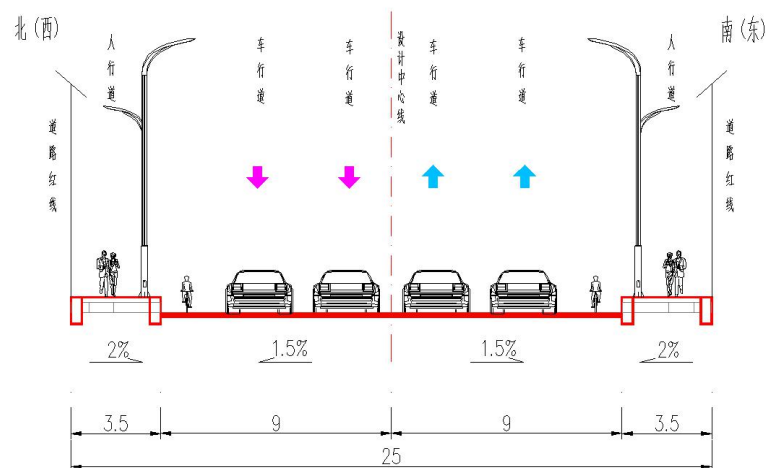 北(西)
南(东)
人行道
车行道
车行道
设计中心线
车行道
车行道
人行道
道路红线
道路红线
2%
1.5%
1.5%
2%
3.5
9
9
3.5
25